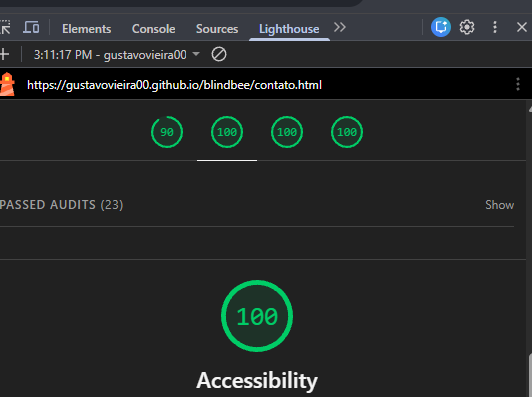 Elements Console Sources Lighthouse
3:11:17 PM - gustavovieira00
https://gustavovieira00.github.io/blindbee/contato.html
90 100 100 100
PASSED AUDITS (23) Show
100
Accessibility